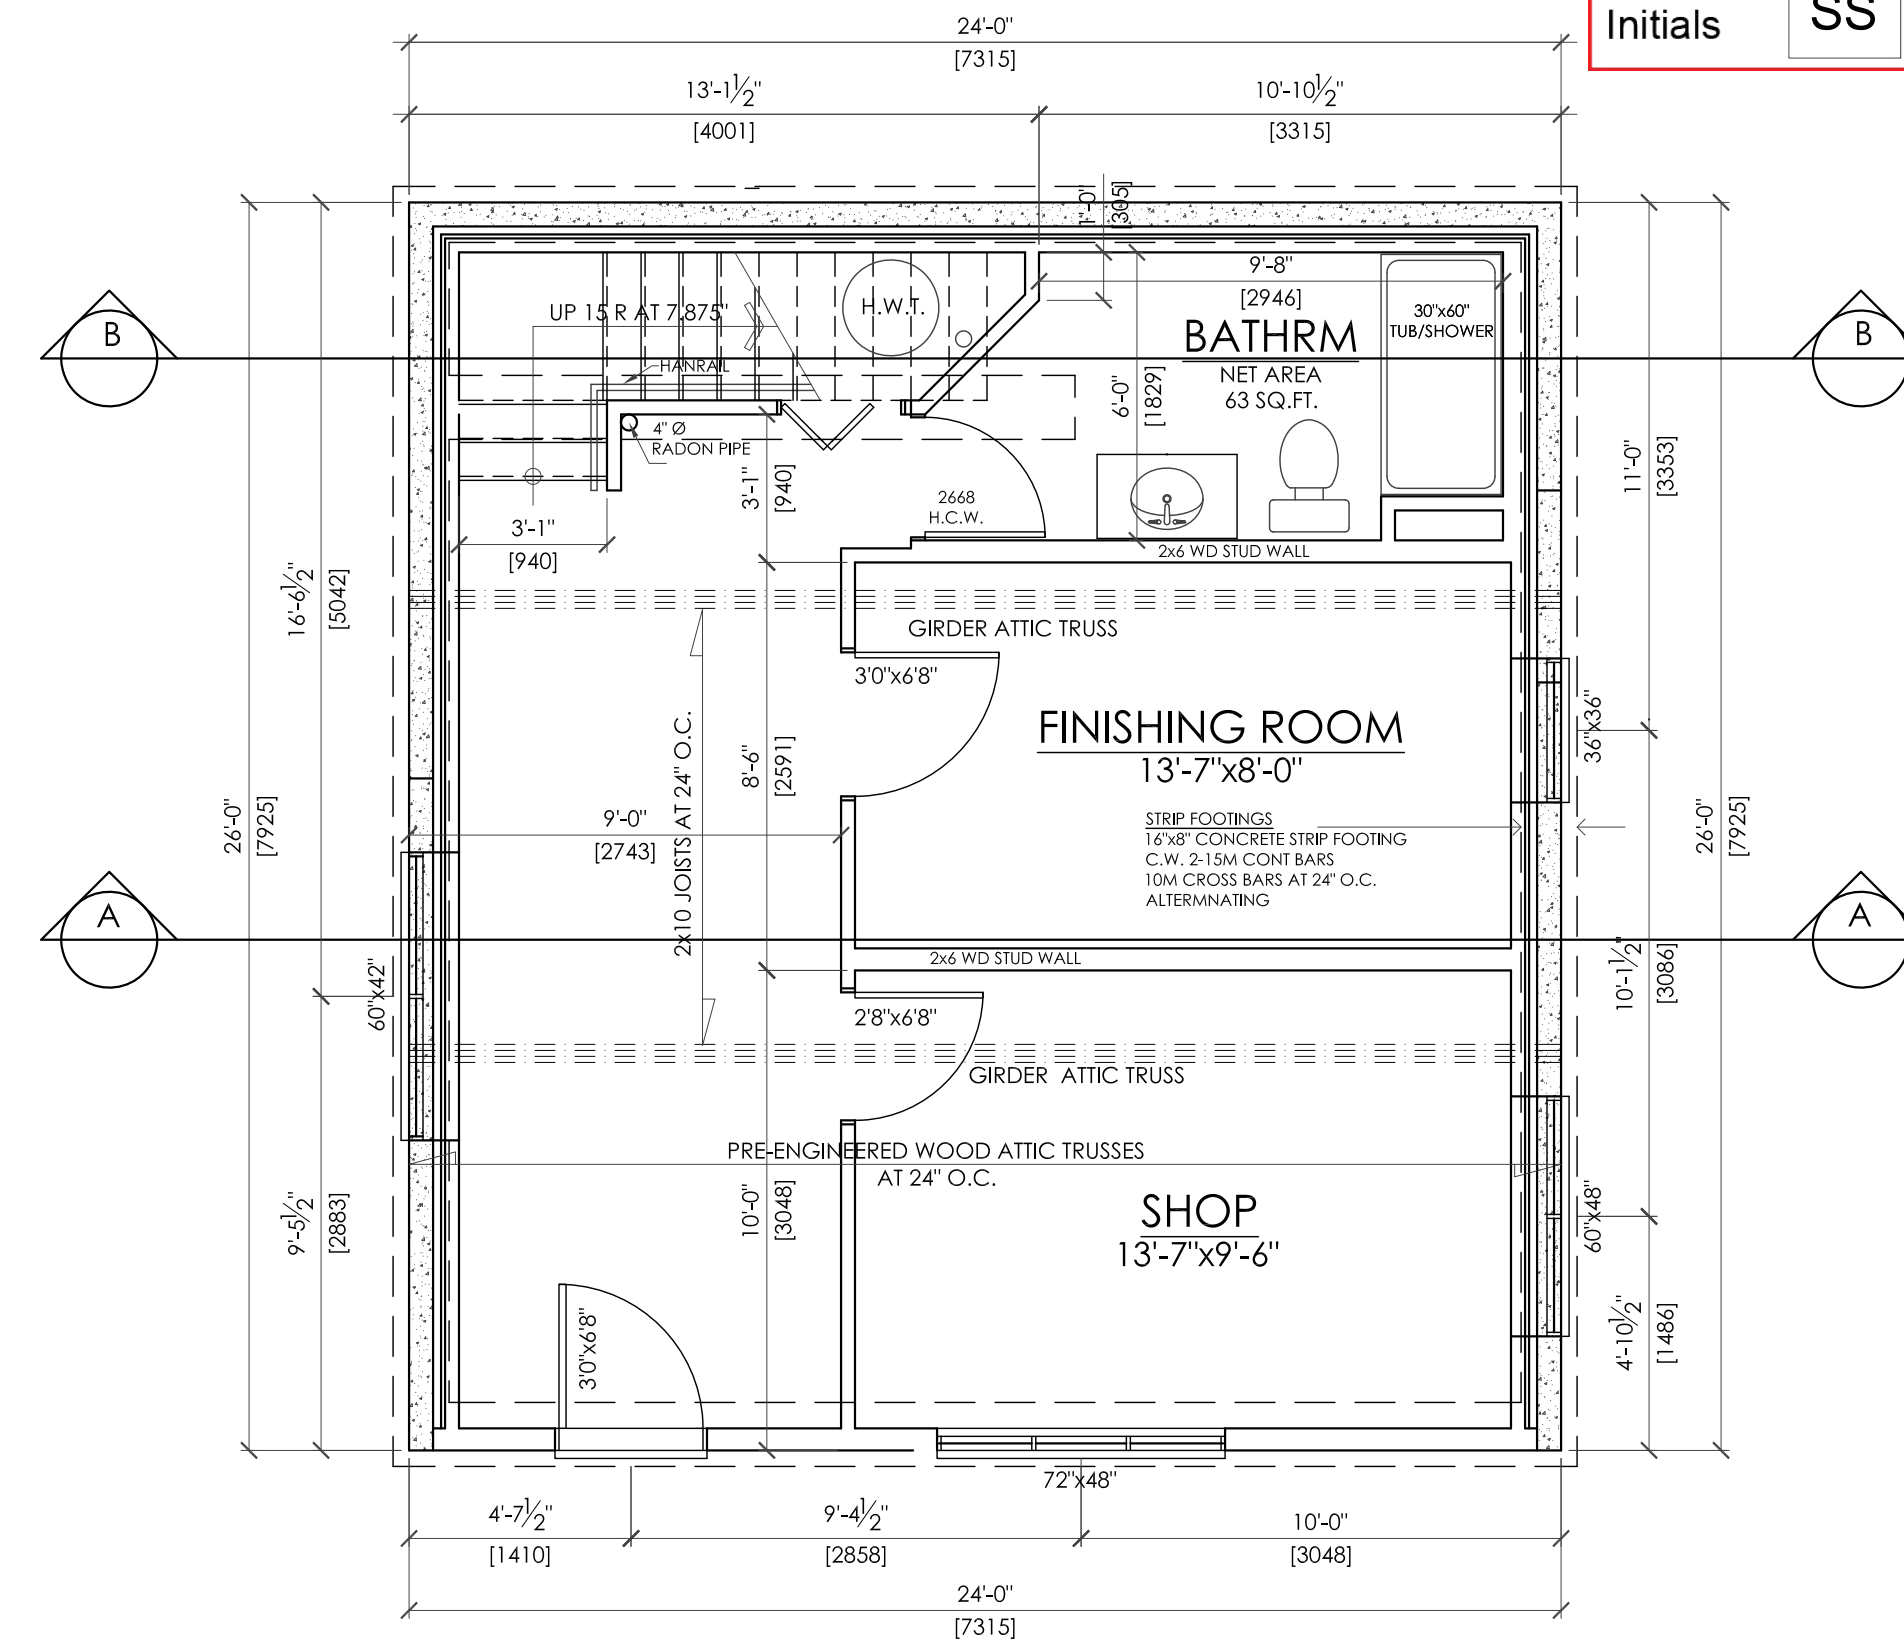 Initials
SS
24'-0"
[7315]
13'-1½"
[4001]
10'-10½"
[3315]
1'-0"
[305]
9'-8"
[2946]
H.W.T.
UP 15 R AT 7.875"
30"x60"
TUB/SHOWER
BATHRM
NET AREA
63 SQ.FT.
B
B
HANRAIL
6'-0"
[1829]
4" Ø
RADON PIPE
3'-1"
[940]
11'-0"
[3353]
2668
H.C.W.
3'-1"
[940]
2x6 WD STUD WALL
16'-6½"
[5042]
GIRDER ATTIC TRUSS
3'0"x6'8"
FINISHING ROOM
13'-7"x8'-0"
36"x36"
8'-6"
[2591]
2x10 JOISTS AT 24" O.C.
26'-0"
[7925]
26'-0"
[7925]
9'-0"
[2743]
STRIP FOOTINGS
16"x8" CONCRETE STRIP FOOTING
C.W. 2-15M CONT BARS
10M CROSS BARS AT 24" O.C.
ALTERMNATING
A
A
2x6 WD STUD WALL
60"x42"
10'-1½"
[3086]
2'8"x6'8"
GIRDER ATTIC TRUSS
PRE-ENGINEERED WOOD ATTIC TRUSSES
AT 24" O.C.
10'-0"
[3048]
SHOP
13'-7"x9'-6"
60"x48"
9'-5½"
[2883]
3'0"x6'8"
4'-10½"
[1486]
72"x48"
4'-7½"
[1410]
9'-4½"
[2858]
10'-0"
[3048]
24'-0"
[7315]